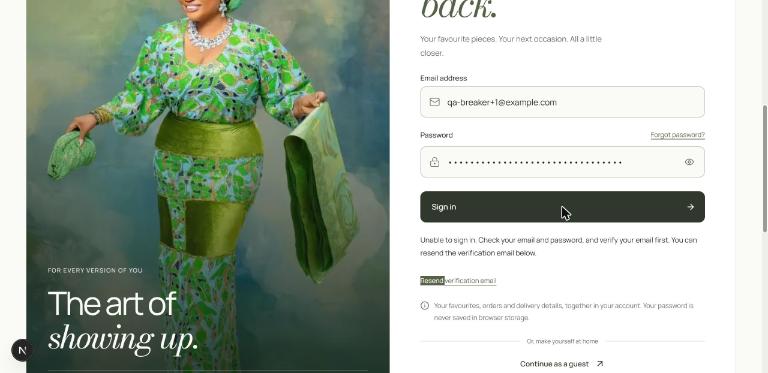 back.
Your favourite pieces. Your next occasion. All a little
closer.
Email address
qa-breaker+1@example.com
Password
Forgot password?
Sign in
Unable to sign in. Check your email and password, and verify your email first. You can
resend the verification email below.
Resend verification email
Your favourites, orders and delivery details, together in your account. Your password is
never saved in browser storage.
Or, make yourself at home
Continue as a guest
FOR EVERY VERSION OF YOU
The art of
showing up.
N